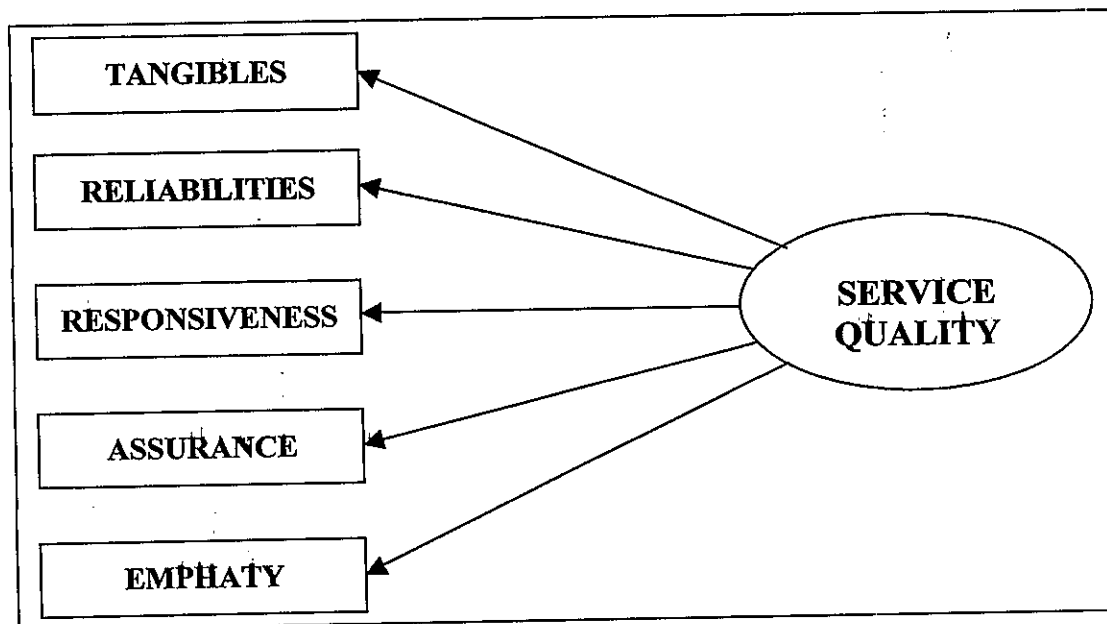 TANGIBLES
RELIABILITIES
RESPONSIVENESS
ASSURANCE
EMPHATY
SERVICE
QUALITY